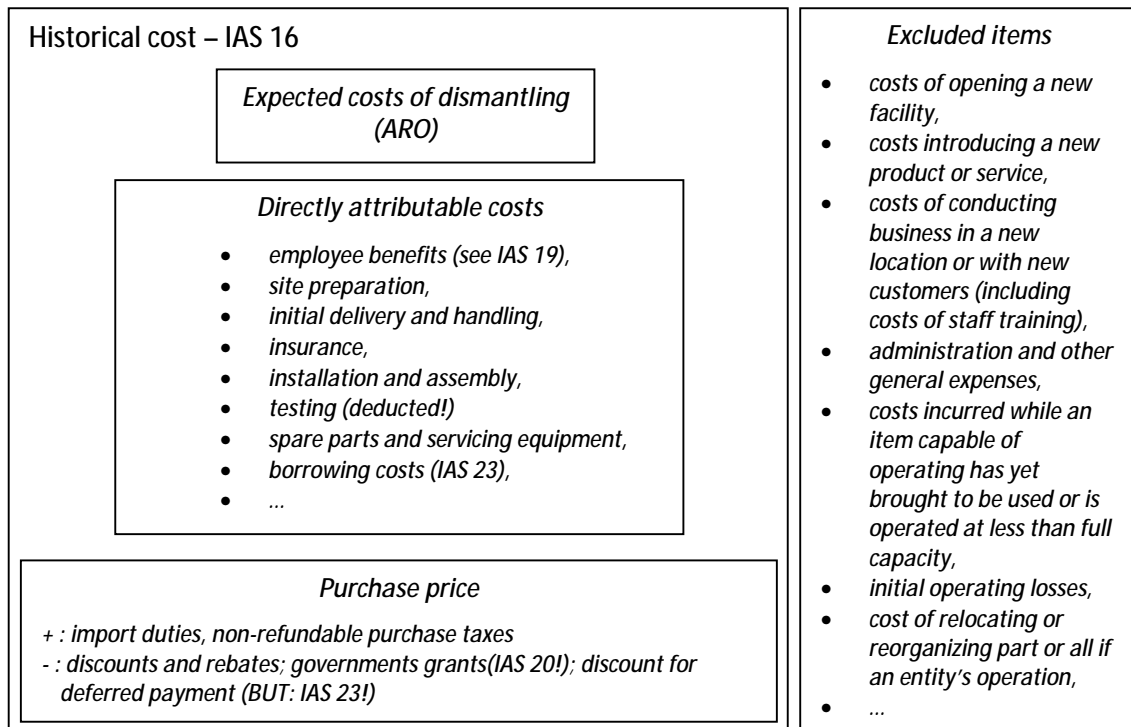 Historical cost – IAS 16
Expected costs of dismantling
(ARO)
Directly attributable costs
• employee benefits (see IAS 19),
• site preparation,
• initial delivery and handling,
• insurance,
• installation and assembly,
• testing (deducted!)
• spare parts and servicing equipment,
• borrowing costs (IAS 23),
• ...
Purchase price
+ : import duties, non-refundable purchase taxes
- : discounts and rebates; governments grants(IAS 20!); discount for
deferred payment (BUT: IAS 23!)
Excluded items
• costs of opening a new
facility,
• costs introducing a new
product or service,
• costs of conducting
business in a new
location or with new
customers (including
costs of staff training),
• administration and other
general expenses,
• costs incurred while an
item capable of
operating has yet
brought to be used or is
operated at less than full
capacity,
• initial operating losses,
• cost of relocating or
reorganizing part or all if
an entity's operation,
• ...